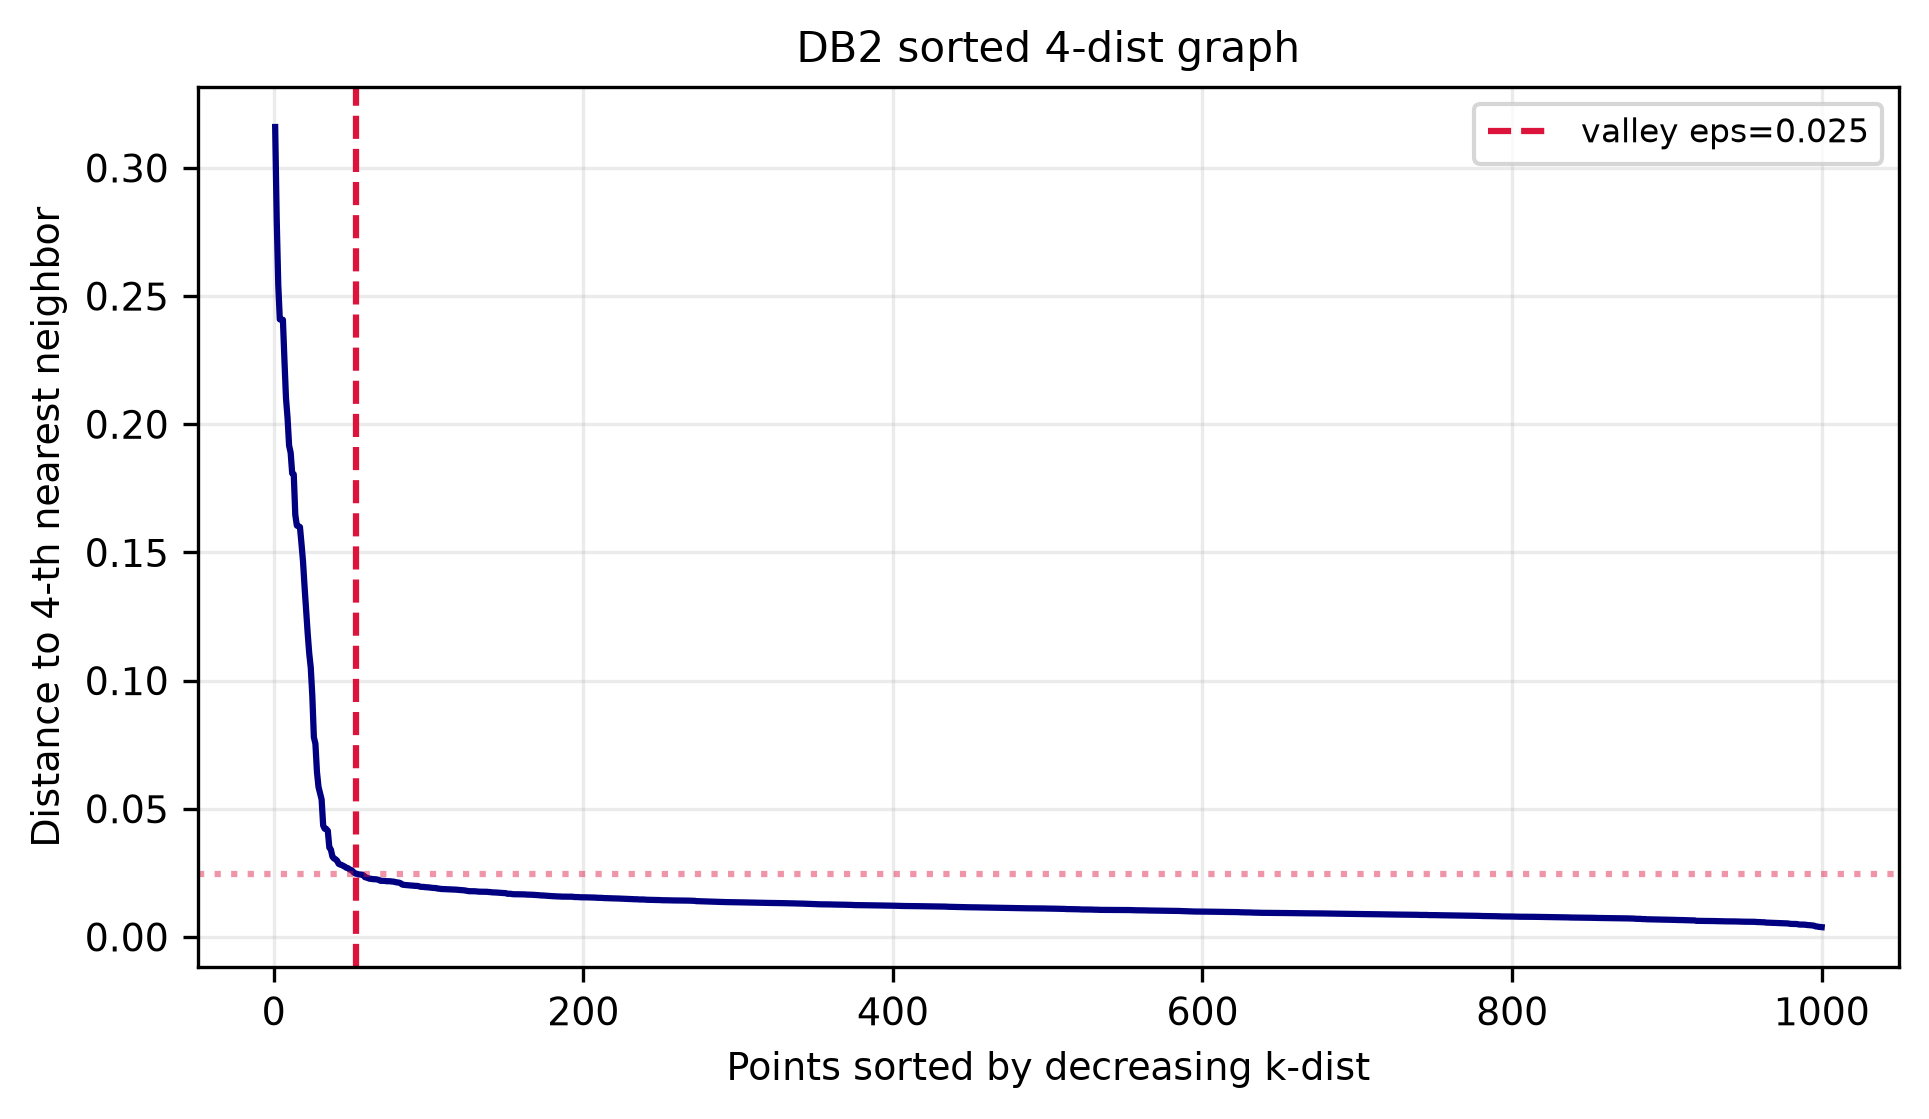 DB2 sorted 4-dist graph
valley eps=0.025
Distance to 4-th nearest neighbor
0.30
0.25
0.20
0.15
0.10
0.05
0.00
0 200 400 600 800 1000
Points sorted by decreasing k-dist